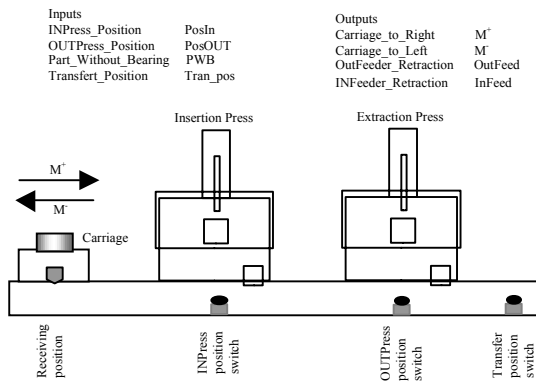 Inputs
INPress_Position PosIn
OUTPress_Position PosOUT
Part_Without_Bearing PWB
Transfert_Position Tran_pos
Outputs
Carriage_to_Right M+
Carriage_to_Left M-
OutFeeder_Retraction OutFeed
INFeeder_Retraction InFeed
Insertion Press
Extraction Press
M+
M-
Carriage
Receiving
position
INPress
position
switch
OUTPress
position
switch
Transfer
position
switch